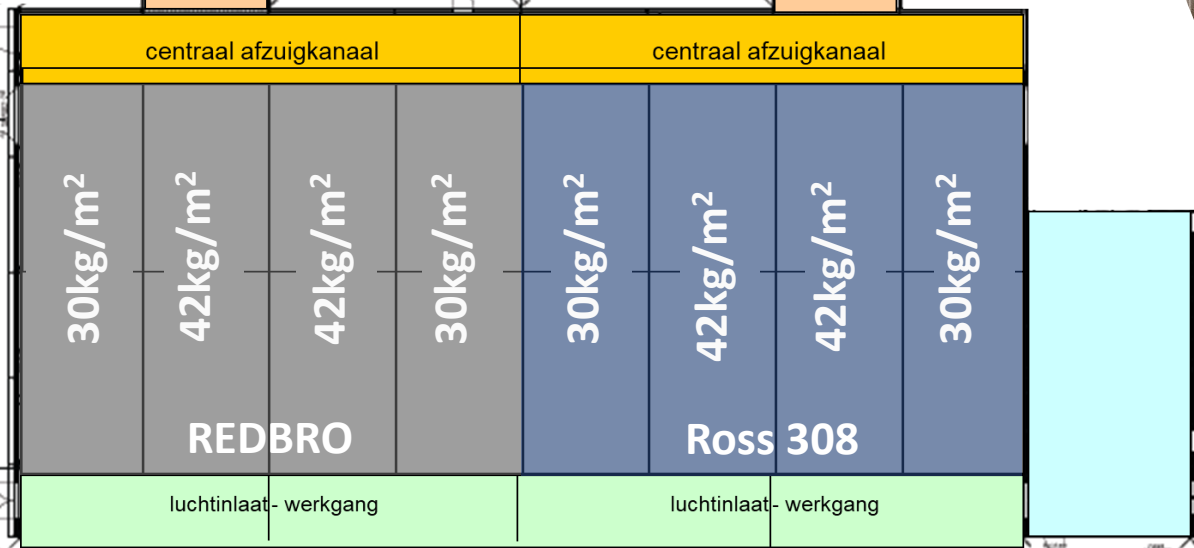 centraal afzuigkanaal
centraal afzuigkanaal
30kg/m²
42kg/m²
42kg/m²
30kg/m²
30kg/m²
42kg/m²
42kg/m²
30kg/m²
REDBRO
Ross 308
luchtinlaat - werkgang
luchtinlaat - werkgang